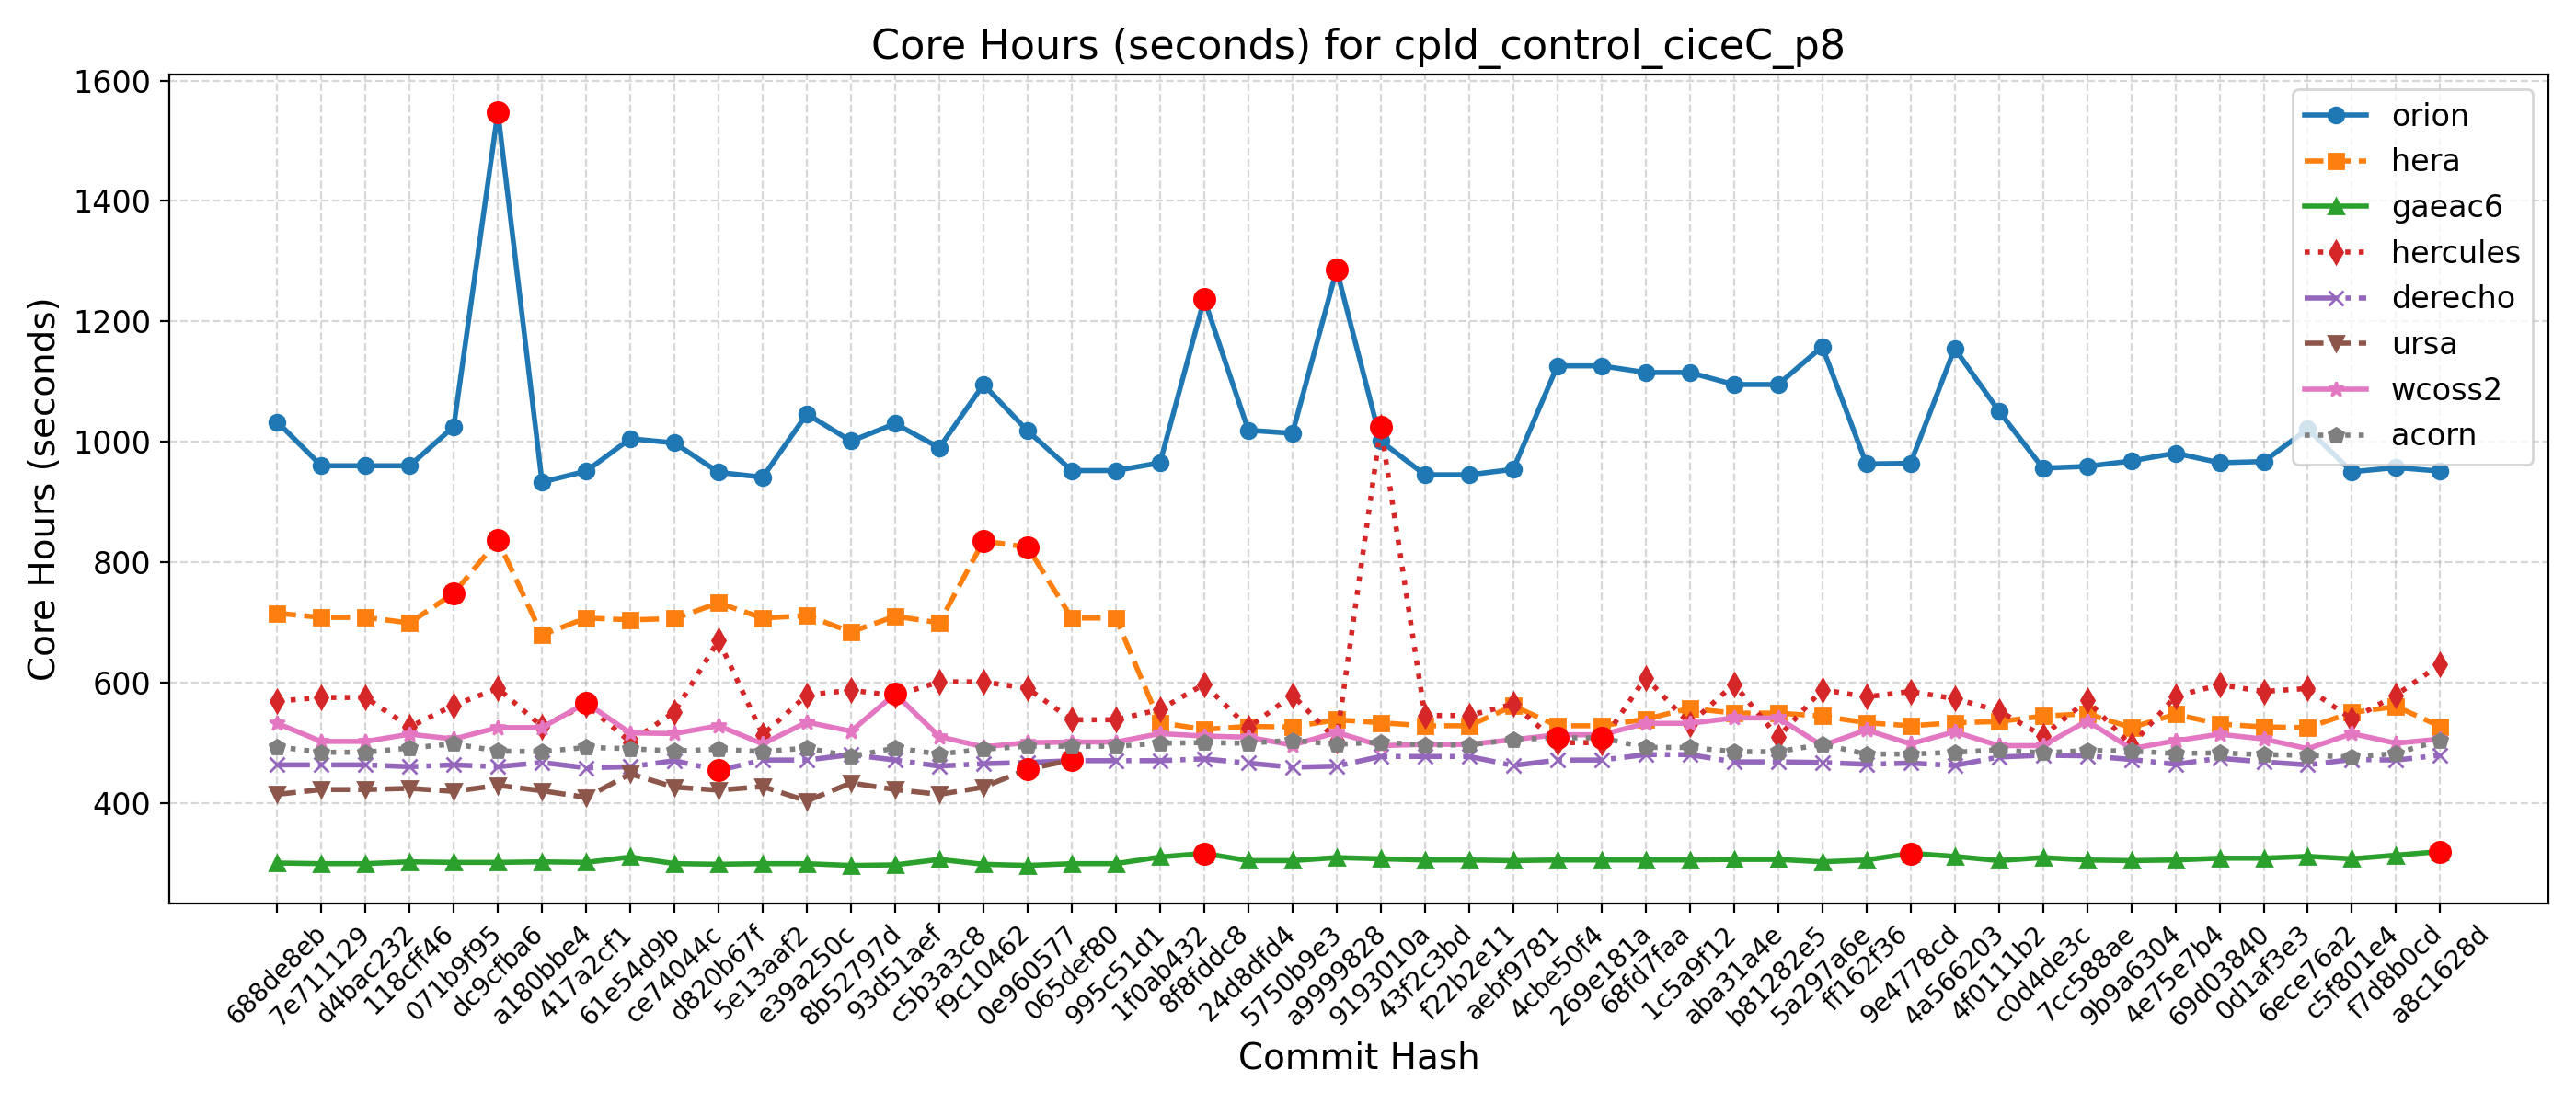 Core Hours (seconds) for cpld_control_ciceC_p8
Core Hours (seconds)
1600
1400
1200
1000
800
600
400
orion
hera
gaeac6
hercules
derecho
ursa
wcoss2
acorn
688de8eb
7e711129
d4bac232
118cff46
071b9f95
dc9cfba6
a180bbe4
417a2cf1
61e54d9b
ce74044c
d820b67f
5e13aaf2
e39a250c
8b52797d
93d51aef
c5b3a3c8
f9c10462
0e960577
065def80
995c51d1
1f0ab432
8f8fddc8
24d8dfd4
5750b9e3
a9999828
9193010a
43f2c3bd
f22b2e11
aebf9781
4cbe50f4
269e181a
68fd7faa
1c5a9f12
aba31a4e
b81282e5
5a297a6e
ff162f36
9e4778cd
4a566203
4f0111b2
c0d4de3c
7cc588ae
9b9a6304
4e75e7b4
69d03840
0d1af3e3
6ece76a2
c5f801e4
f7d8b0cd
a8c1628d
Commit Hash